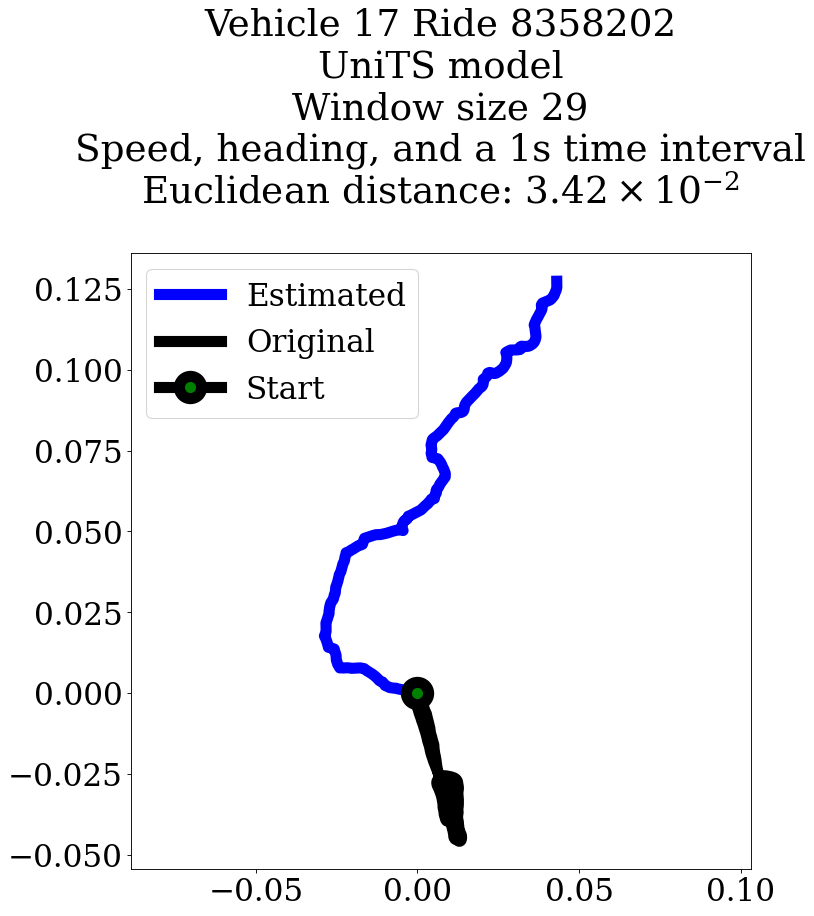 Vehicle 17 Ride 8358202
UniTS model
Window size 29
Speed, heading, and a 1s time interval
Euclidean distance: 3.42 × 10⁻²
Estimated
Original
Start
0.125
0.100
0.075
0.050
0.025
0.000
−0.025
−0.050
−0.05 0.00 0.05 0.10